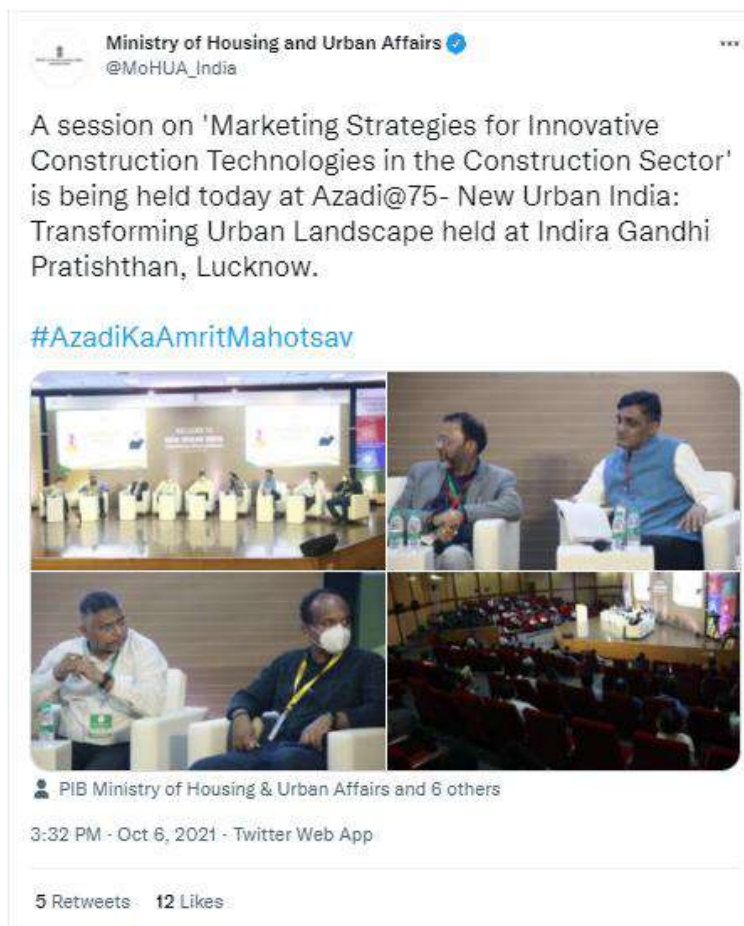 Ministry of Housing and Urban Affairs
@MoHUA_India
A session on 'Marketing Strategies for Innovative
Construction Technologies in the Construction Sector'
is being held today at Azadi@75- New Urban India:
Transforming Urban Landscape held at Indira Gandhi
Pratishthan, Lucknow.
#AzadiKaAmritMahotsav
PIB Ministry of Housing & Urban Affairs and 6 others
3:32 PM · Oct 6, 2021 · Twitter Web App
5 Retweets 12 Likes